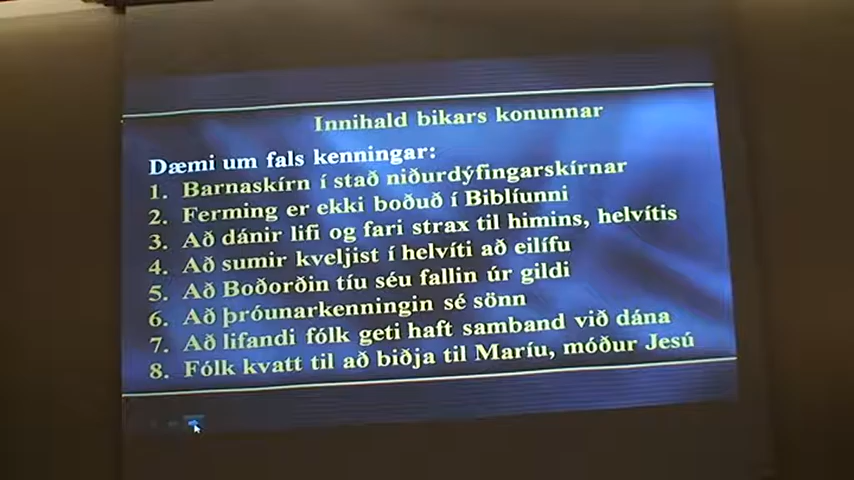 Innihald bikars konunnar
Dæmi um fals kenningar:
1. Barnaskírn í stað niðurdýfingarskírnar
2. Ferming er ekki boðuð í Biblíunni
3. Að dánir lifi og fari strax til himins, helvítis
4. Að sumir kveljist í helvíti að eilífu
5. Að Boðorðin tíu séu fallin úr gildi
6. Að þróunarkenningin sé sönn
7. Að lifandi fólk geti haft samband við dána
8. Fólk kvatt til að biðja til Maríu, móður Jesú